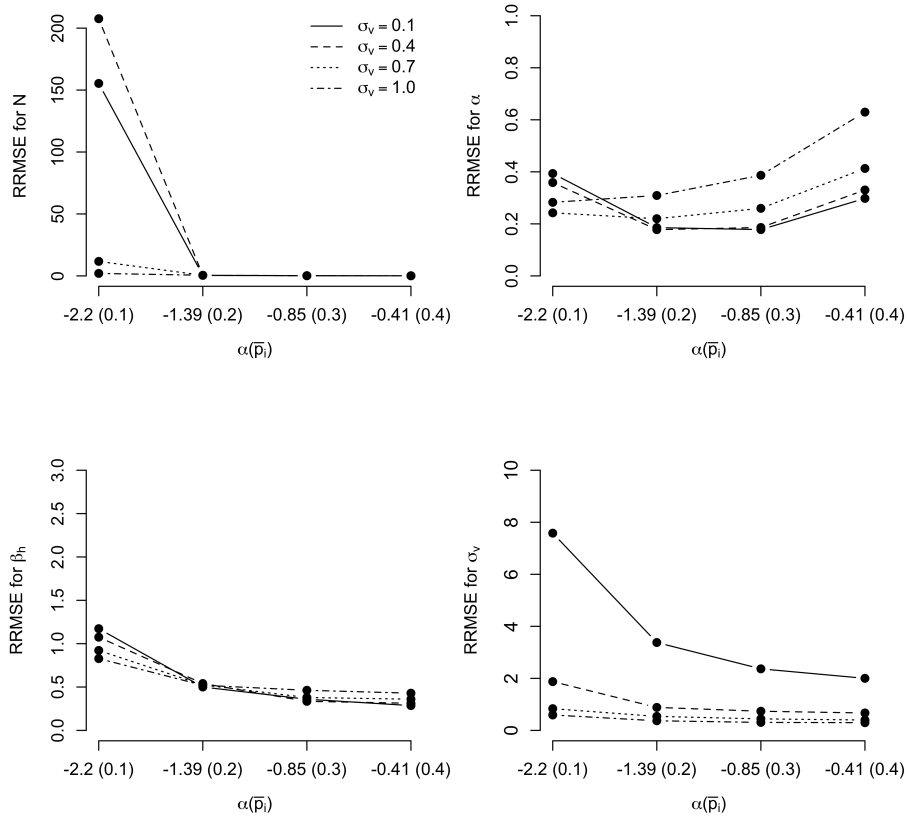 RRMSE for N
200
150
100
50
0
σv = 0.1
σv = 0.4
σv = 0.7
σv = 1.0
-2.2 (0.1) -1.39 (0.2) -0.85 (0.3) -0.41 (0.4)
α(p̅i)
RRMSE for α
1.0
0.8
0.6
0.4
0.2
0.0
-2.2 (0.1) -1.39 (0.2) -0.85 (0.3) -0.41 (0.4)
α(p̅i)
RRMSE for βh
3.0
2.5
2.0
1.5
1.0
0.5
0.0
-2.2 (0.1) -1.39 (0.2) -0.85 (0.3) -0.41 (0.4)
α(p̅i)
RRMSE for σv
10
8
6
4
2
0
-2.2 (0.1) -1.39 (0.2) -0.85 (0.3) -0.41 (0.4)
α(p̅i)